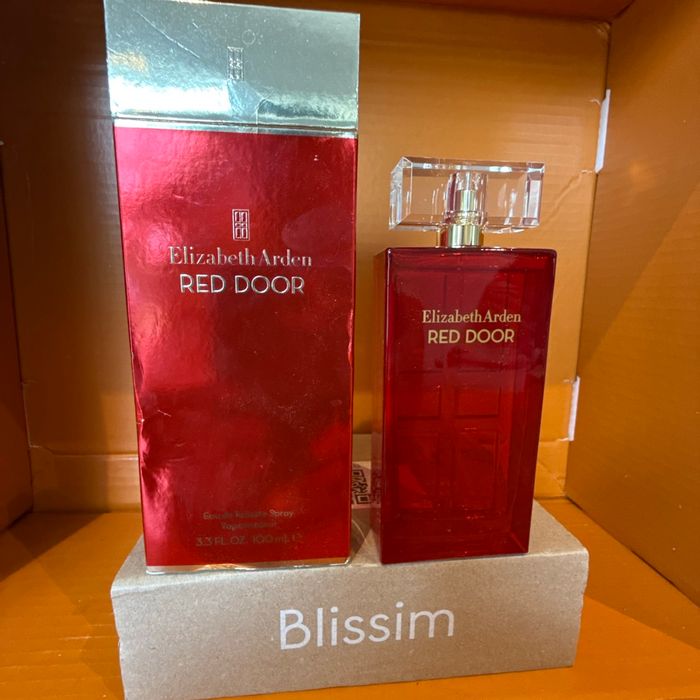 Elizabeth Arden
RED DOOR
Eau de Toilette Spray
Vaporisateur
3.3 FL.OZ. 100 mL ℮
Elizabeth Arden
RED DOOR
Blissim